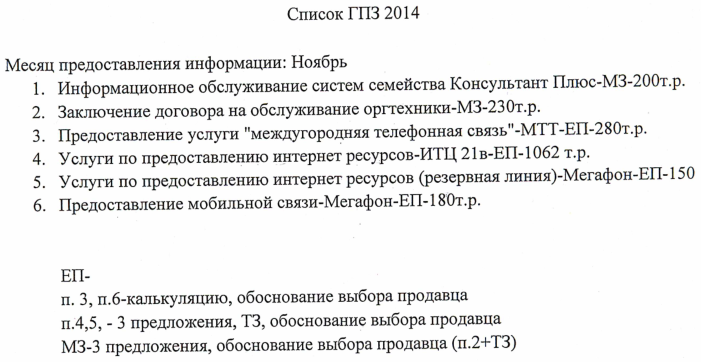 Список ГПЗ 2014
Месяц предоставления информации: Ноябрь
1. Информационное обслуживание систем семейства Консультант Плюс-МЗ-200т.р.
2. Заключение договора на обслуживание оргтехники-МЗ-230т.р.
3. Предоставление услуги "междугородняя телефонная связь"-МТТ-ЕП-280т.р.
4. Услуги по предоставлению интернет ресурсов-ИТЦ 21в-ЕП-1062 т.р.
5. Услуги по предоставлению интернет ресурсов (резервная линия)-Мегафон-ЕП-150
6. Предоставление мобильной связи-Мегафон-ЕП-180т.р.
ЕП-
п. 3, п.6-калькуляцию, обоснование выбора продавца
п.4,5, - 3 предложения, ТЗ, обоснование выбора продавца
МЗ-3 предложения, обоснование выбора продавца (п.2+ТЗ)